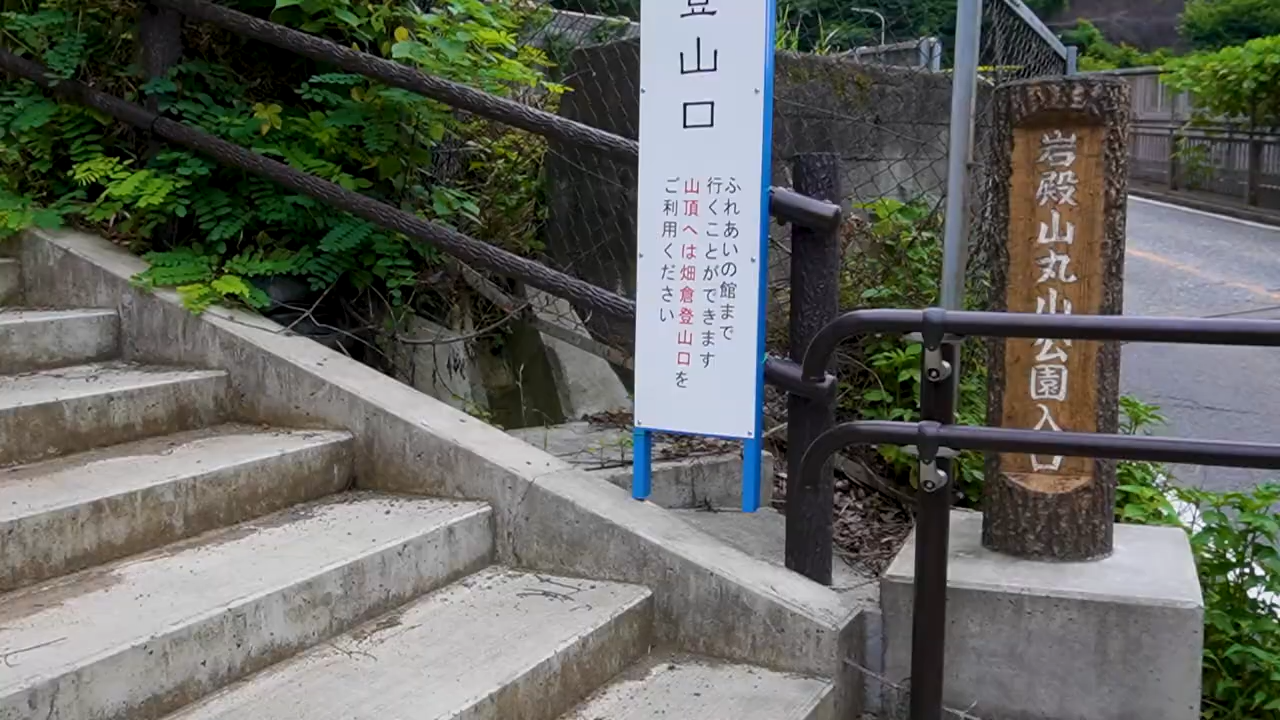 登山口
ふれあいの館まで
行くことができます
山頂へは畑倉登山口を
ご利用ください
岩殿山丸山公園入口